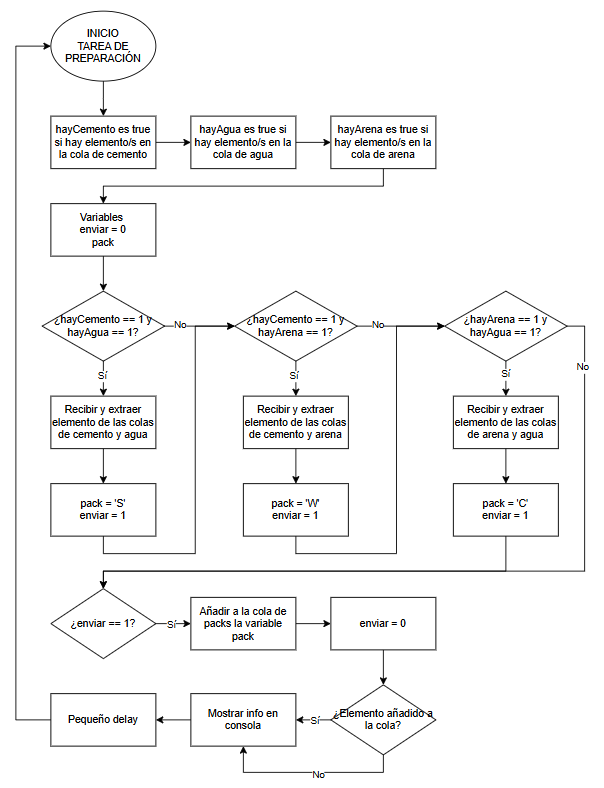 INICIO
TAREA DE
PREPARACIÓN
hayCemento es true
si hay elemento/s en
la cola de cemento
hayAgua es true si
hay elemento/s en la
cola de agua
hayArena es true si
hay elemento/s en la
cola de arena
Variables
enviar = 0
pack
¿hayCemento == 1 y
hayAgua == 1?
No
¿hayCemento == 1 y
hayArena == 1?
No
¿hayArena == 1 y
hayAgua == 1?
No
Sí
Sí
Sí
Recibir y extraer
elemento de las colas
de cemento y agua
Recibir y extraer
elemento de las colas
de cemento y arena
Recibir y extraer
elemento de las colas
de arena y agua
pack = 'S'
enviar = 1
pack = 'W'
enviar = 1
pack = 'C'
enviar = 1
¿enviar == 1?
Sí
Añadir a la cola de
packs la variable
pack
enviar = 0
¿Elemento añadido a
la cola?
Sí
No
Mostrar info en
consola
Pequeño delay